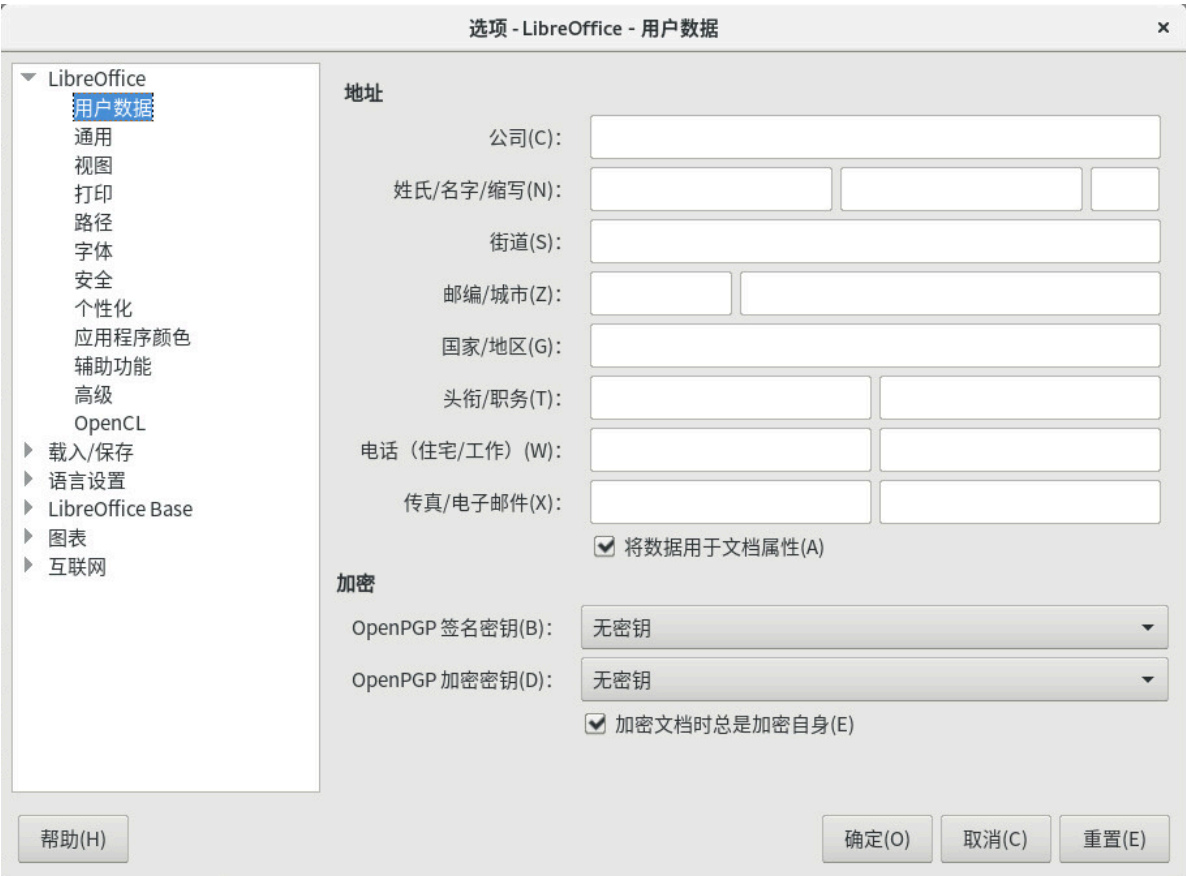 选项 - LibreOffice - 用户数据
LibreOffice
用户数据
通用
视图
打印
路径
字体
安全
个性化
应用程序颜色
辅助功能
高级
OpenCL
载入/保存
语言设置
LibreOffice Base
图表
互联网
地址
公司(C)：
姓氏/名字/缩写(N)：
街道(S)：
邮编/城市(Z)：
国家/地区(G)：
头衔/职务(T)：
电话（住宅/工作）(W)：
传真/电子邮件(X)：
将数据用于文档属性(A)
加密
OpenPGP 签名密钥(B)： 无密钥
OpenPGP 加密密钥(D)： 无密钥
加密文档时总是加密自身(E)
帮助(H) 确定(O) 取消(C) 重置(E)